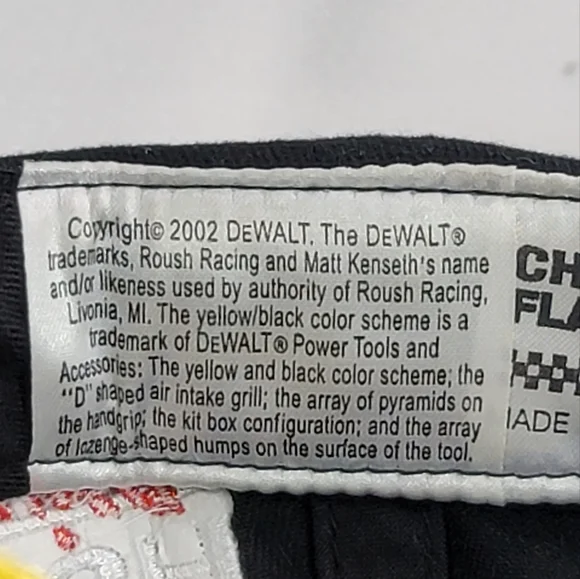 Copyright© 2002 DEWALT. The DEWALT®
trademarks, Roush Racing and Matt Kenseth's name
and/or likeness used by authority of Roush Racing,
Livonia, MI. The yellow/black color scheme is a
trademark of DEWALT® Power Tools and
Accessories: The yellow and black color scheme; the
"D" shaped air intake grill; the array of pyramids on
the handgrip; the kit box configuration; and the array
of lozenge-shaped humps on the surface of the tool.
CH
FLA